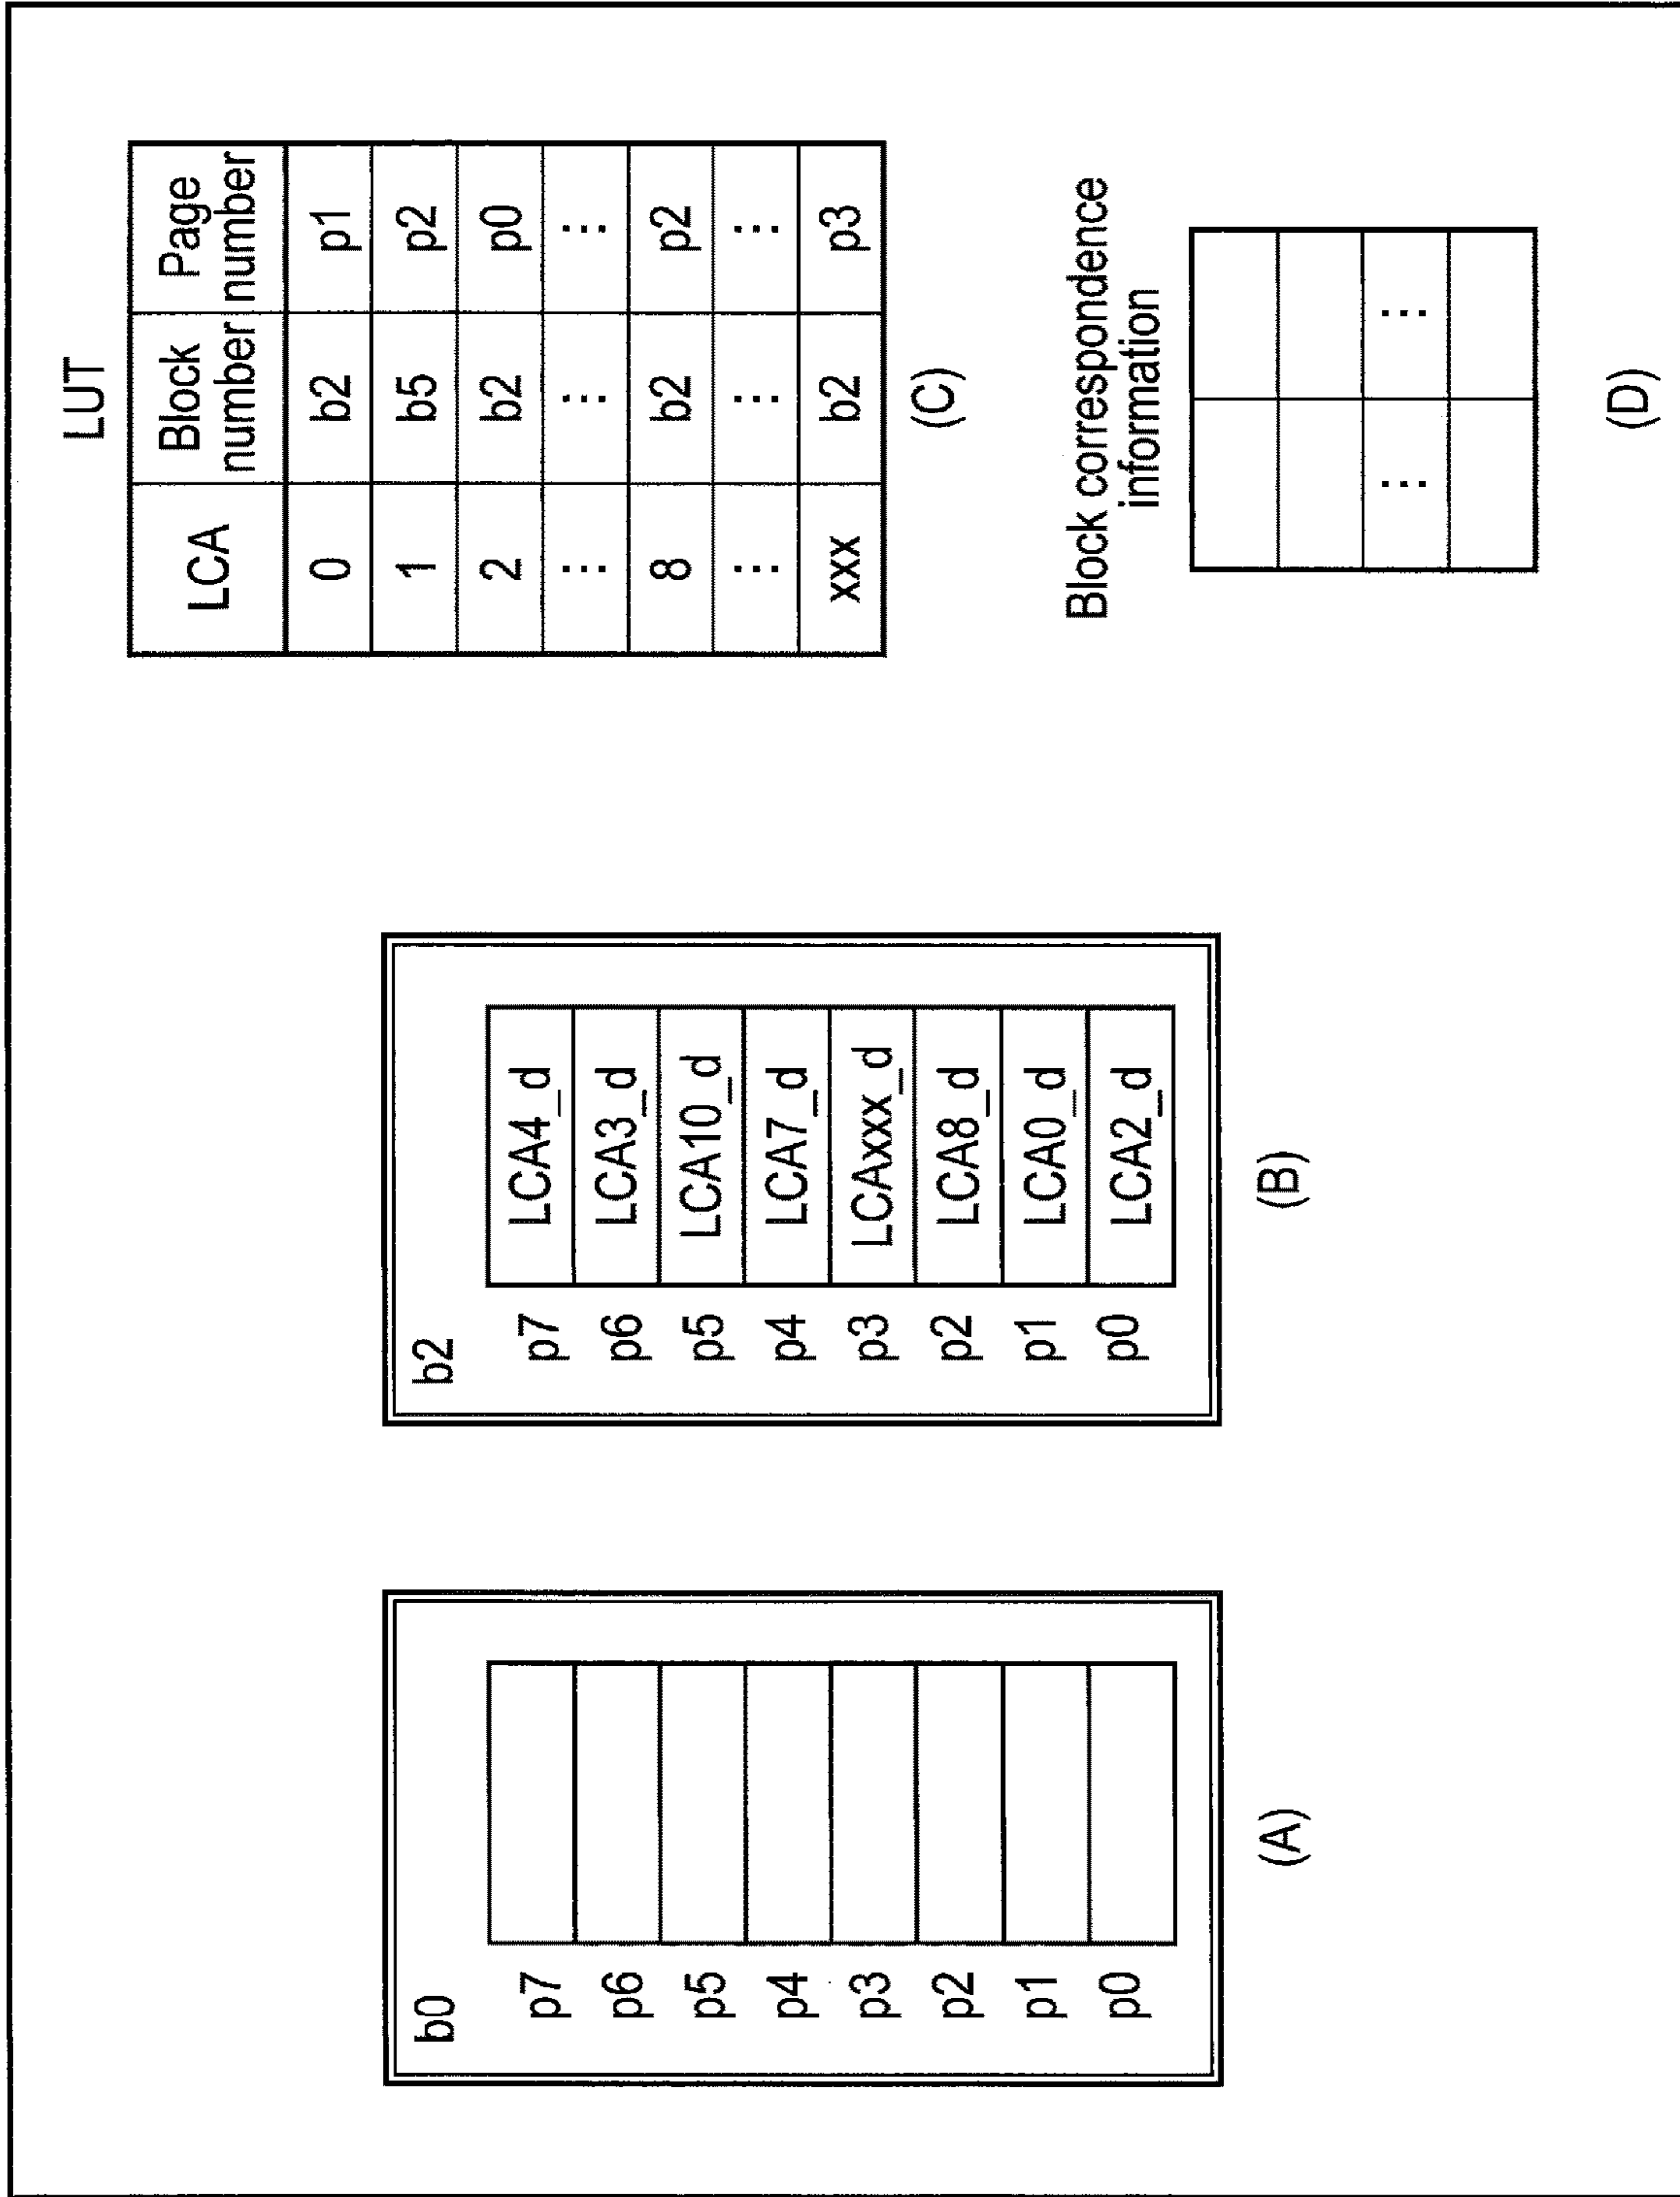 b0
p7
p6
p5
p4
p3
p2
p1
p0
(A)
b2
p7 LCA4_d
p6 LCA3_d
p5 LCA10_d
p4 LCA7_d
p3 LCAxxx_d
p2 LCA8_d
p1 LCA0_d
p0 LCA2_d
(B)
LUT
LCA Block number Page number
0 b2 p1
1 b5 p2
2 b2 p0
... ... ...
8 b2 p2
... ... ...
xxx b2 p3
(C)
Block correspondence
information
... ...
(D)